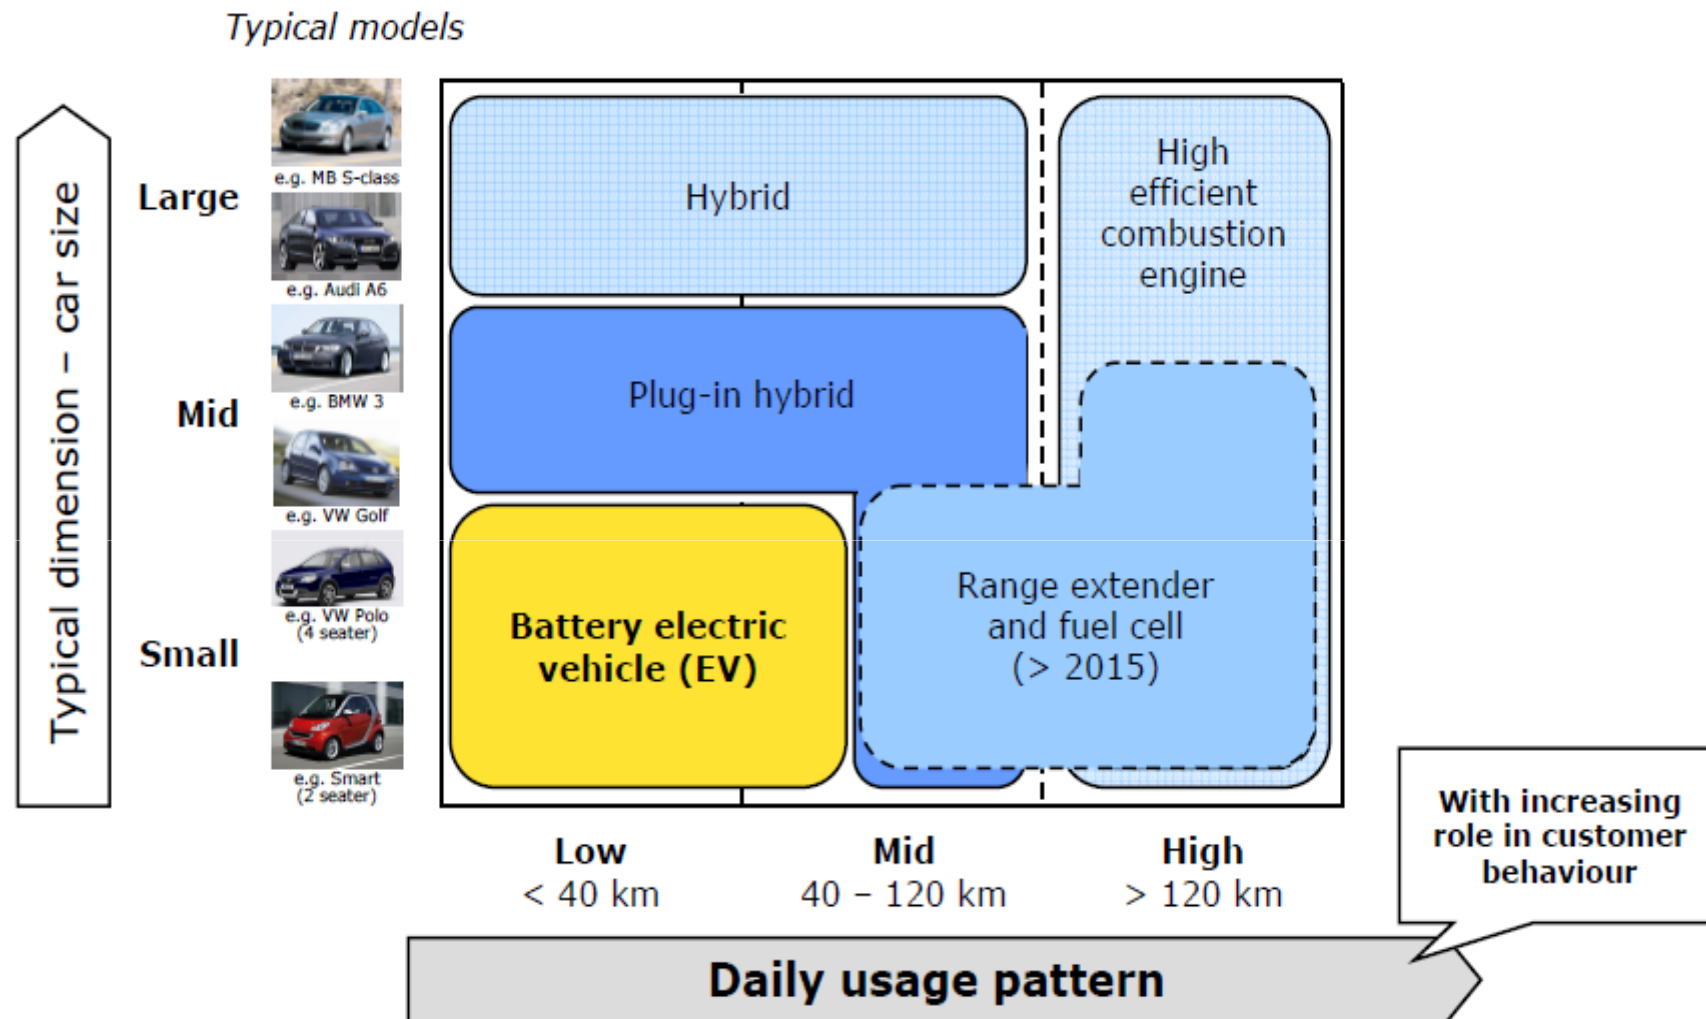 Typical models
Typical dimension – car size
Large
Mid
Small
e.g. MB S-class
e.g. Audi A6
e.g. BMW 3
e.g. VW Golf
e.g. VW Polo
(4 seater)
e.g. Smart
(2 seater)
Hybrid
High
efficient
combustion
engine
Plug-in hybrid
Battery electric
vehicle (EV)
Range extender
and fuel cell
(> 2015)
Low
< 40 km
Mid
40 – 120 km
High
> 120 km
With increasing
role in customer
behaviour
Daily usage pattern